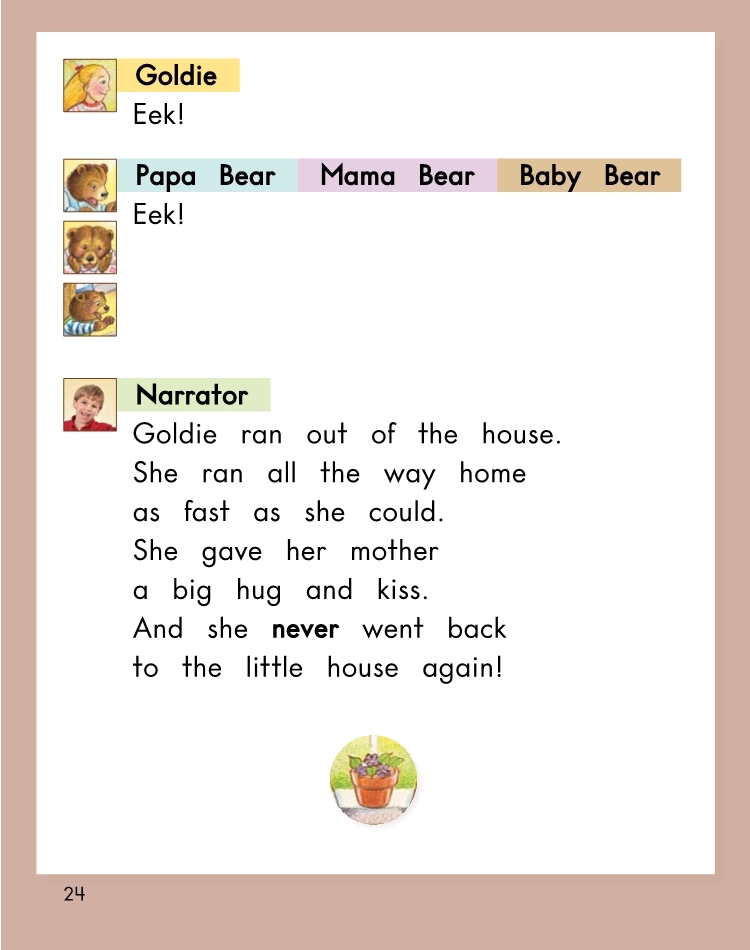 Goldie
Eek!
Papa Bear Mama Bear Baby Bear
Eek!
Narrator
Goldie ran out of the house.
She ran all the way home
as fast as she could.
She gave her mother
a big hug and kiss.
And she never went back
to the little house again!
24